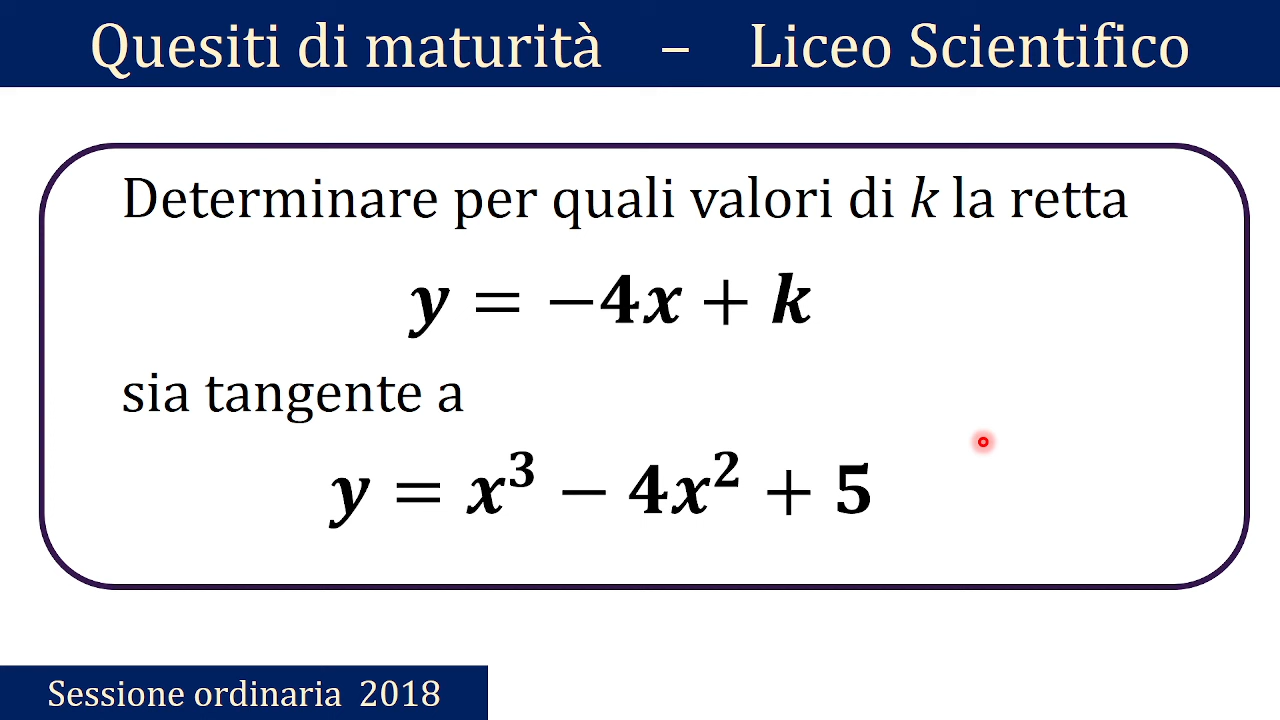 Quesiti di maturità – Liceo Scientifico
Determinare per quali valori di k la retta
y = −4x + k
sia tangente a
y = x³ − 4x² + 5
Sessione ordinaria 2018